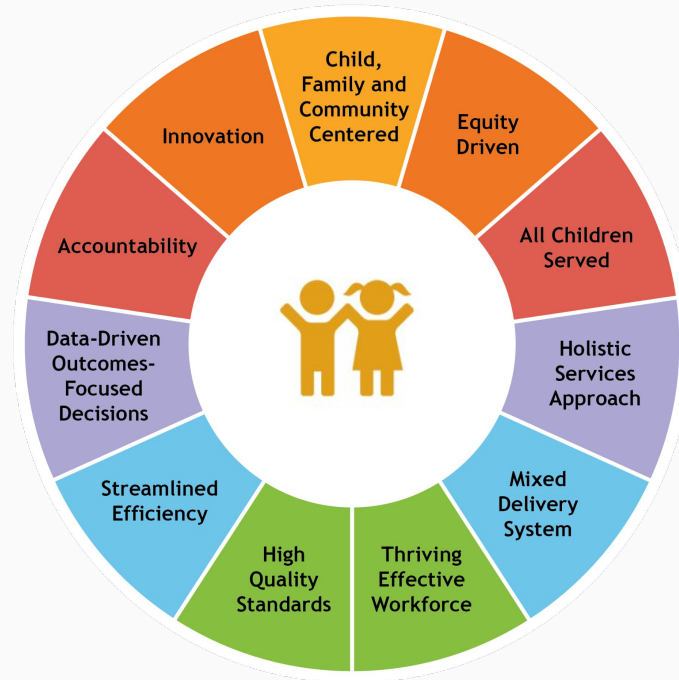 Child,
Family and
Community
Centered
Equity
Driven
All Children
Served
Holistic
Services
Approach
Mixed
Delivery
System
Thriving
Effective
Workforce
High
Quality
Standards
Streamlined
Efficiency
Data-Driven
Outcomes-
Focused
Decisions
Accountability
Innovation